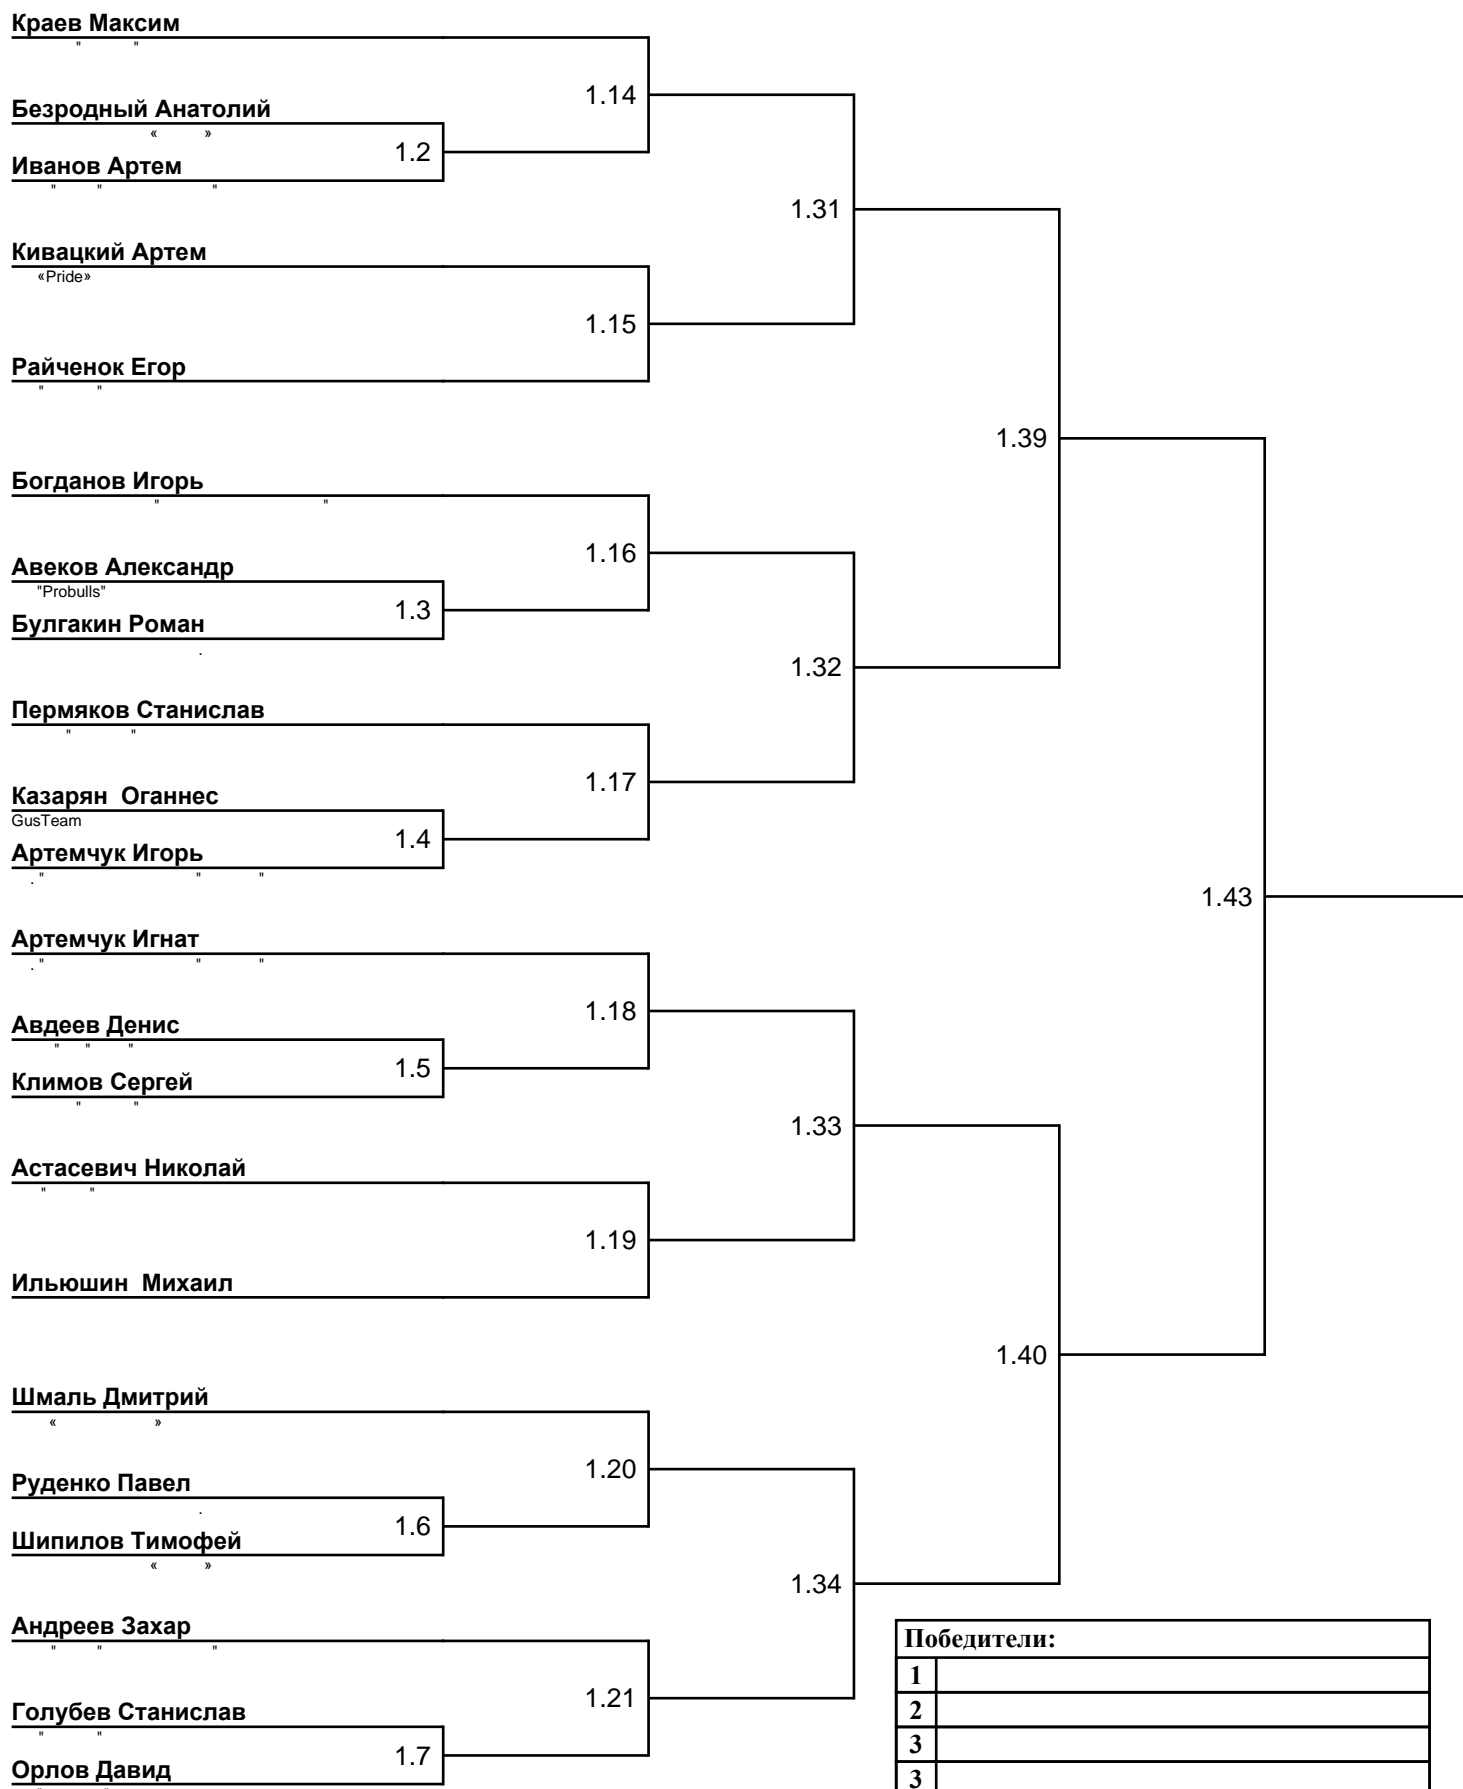 Краев Максим
" "
1.14
Безродный Анатолий
« »
1.2
Иванов Артем
" " "
1.31
Кивацкий Артем
«Pride»
1.15
Райченок Егор
" "
1.39
Богданов Игорь
" "
1.16
Авеков Александр
"Probulls"
1.3
Булгакин Роман
.
1.32
Пермяков Станислав
" "
1.17
Казарян  Оганнес
GusTeam
1.4
Артемчук Игорь
. " " "
1.43
Артемчук Игнат
. " " "
1.18
Авдеев Денис
" " "
1.5
Климов Сергей
" "
1.33
Астасевич Николай
" "
1.19
Ильюшин  Михаил
1.40
Шмаль Дмитрий
« »
1.20
Руденко Павел
.
1.6
Шипилов Тимофей
« »
1.34
Андреев Захар
" " "
Победители:
1
1.21
Голубев Станислав
2
" "
3
1.7
Орлов Давид
3
" "